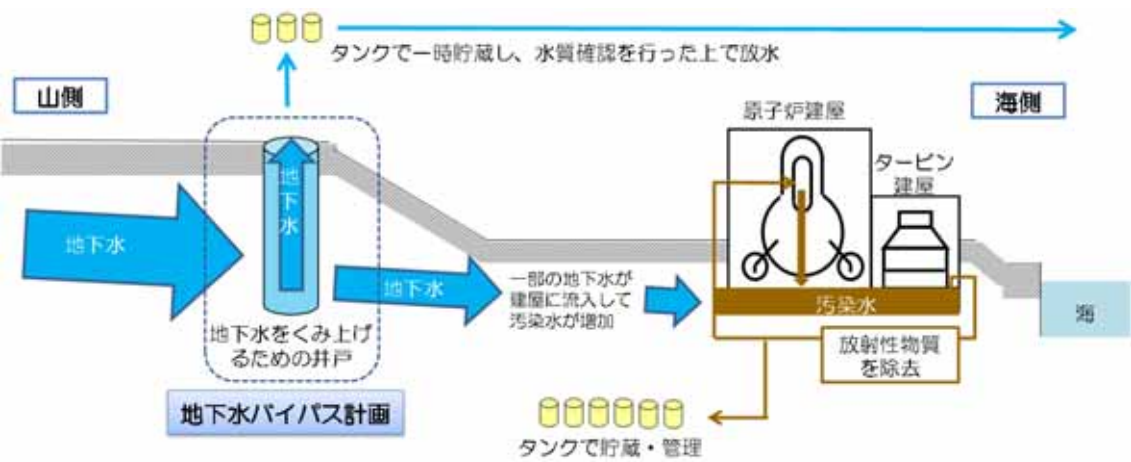 タンクで一時貯蔵し、水質確認を行った上で放水
山側
海側
原子炉建屋
タービン
建屋
地下水
地下水
地下水
一部の地下水が
建屋に流入して
汚染水が増加
汚染水
海
地下水をくみ上げ
るための井戸
放射性物質
を除去
地下水バイパス計画
タンクで貯蔵・管理